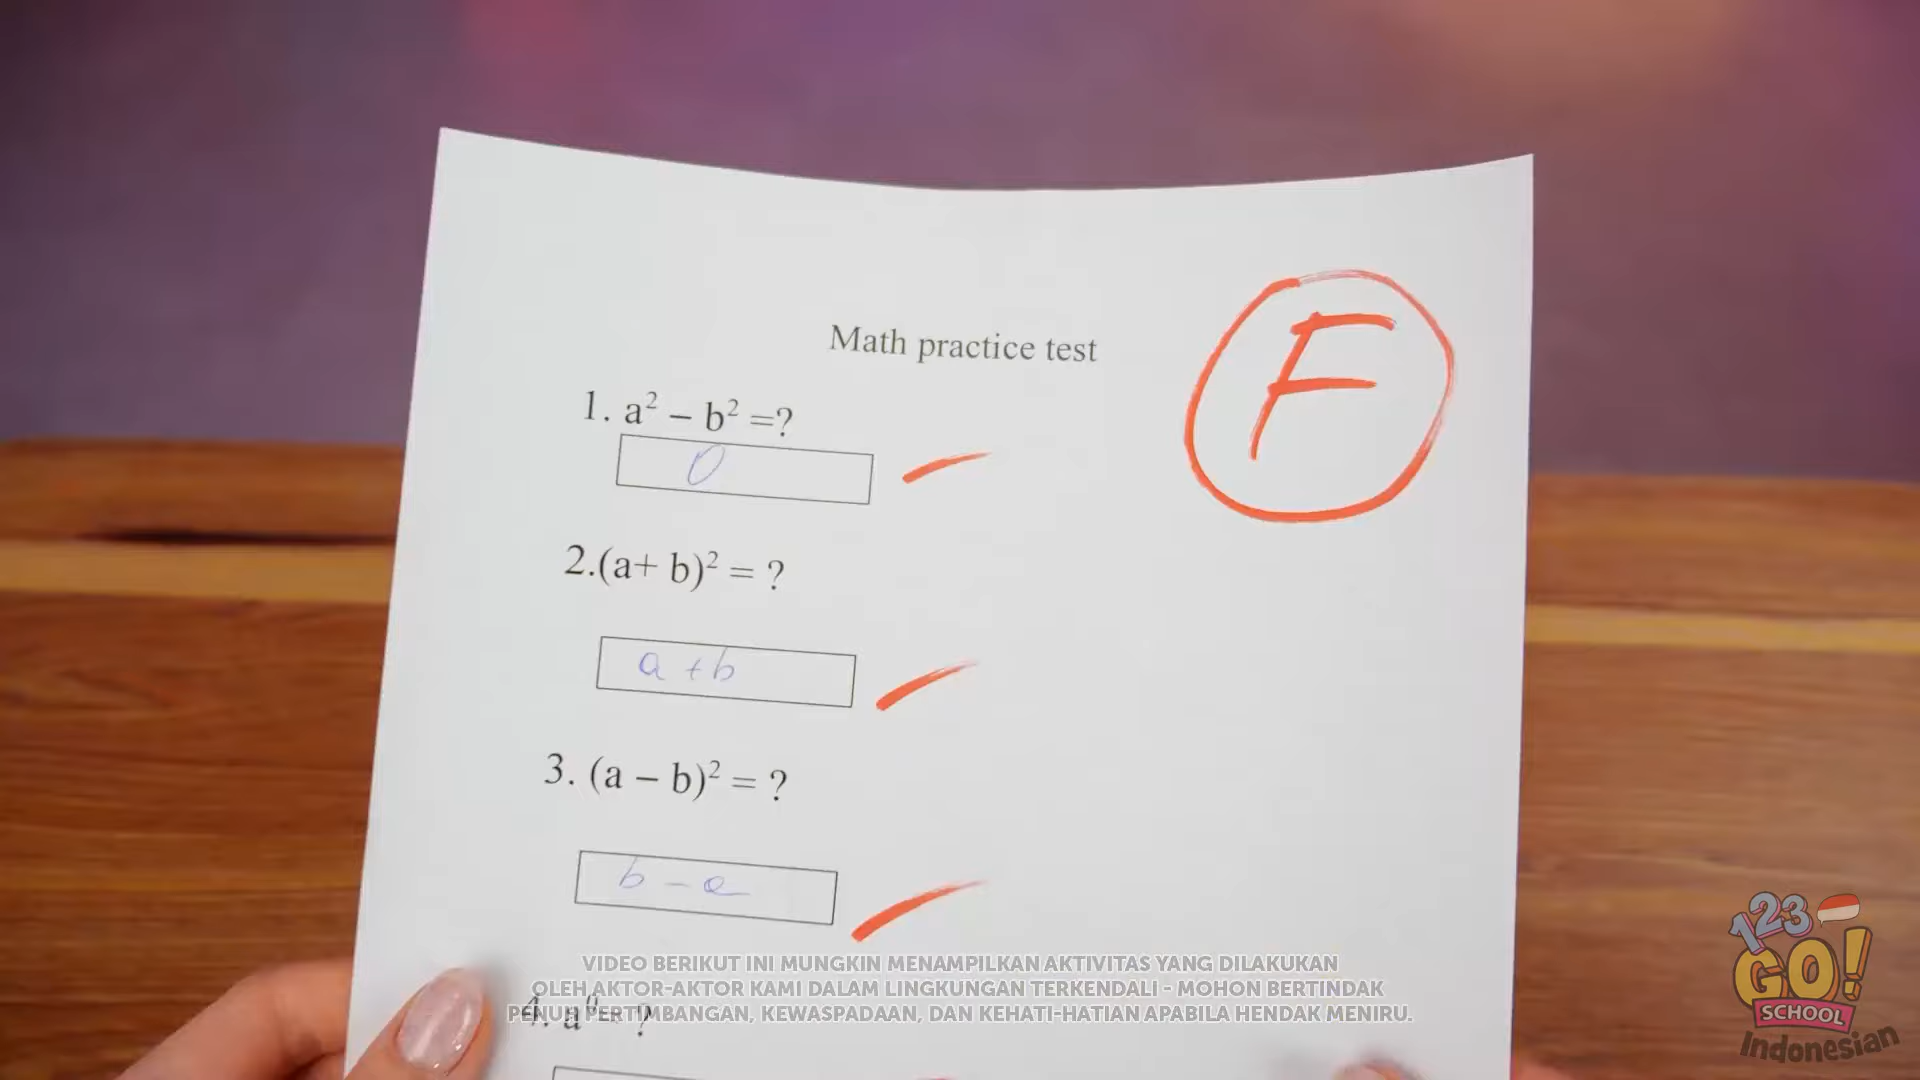 Math practice test
F
1. a² – b² =?
0
2.(a+ b)² = ?
a + b
3. (a – b)² = ?
b – a
4. a⁰ = ?
VIDEO BERIKUT INI MUNGKIN MENAMPILKAN AKTIVITAS YANG DILAKUKAN
OLEH AKTOR-AKTOR KAMI DALAM LINGKUNGAN TERKENDALI - MOHON BERTINDAK
PENUH PERTIMBANGAN, KEWASPADAAN, DAN KEHATI-HATIAN APABILA HENDAK MENIRU.
123
GO!
SCHOOL
Indonesian